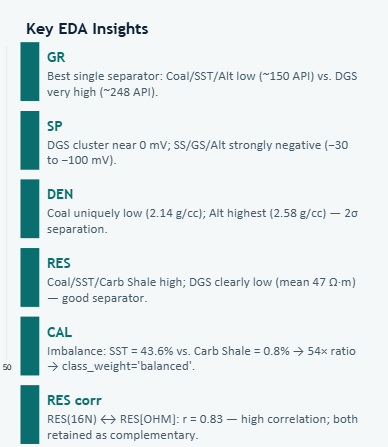 Key EDA Insights
GR
Best single separator: Coal/SST/Alt low (~150 API) vs. DGS
very high (~248 API).
SP
DGS cluster near 0 mV; SS/GS/Alt strongly negative (−30
to −100 mV).
DEN
Coal uniquely low (2.14 g/cc); Alt highest (2.58 g/cc) — 2σ
separation.
RES
Coal/SST/Carb Shale high; DGS clearly low (mean 47 Ω·m)
— good separator.
CAL
Imbalance: SST = 43.6% vs. Carb Shale = 0.8% → 54× ratio
→ class_weight='balanced'.
50
RES corr
RES(16N) ↔ RES[OHM]: r = 0.83 — high correlation; both
retained as complementary.